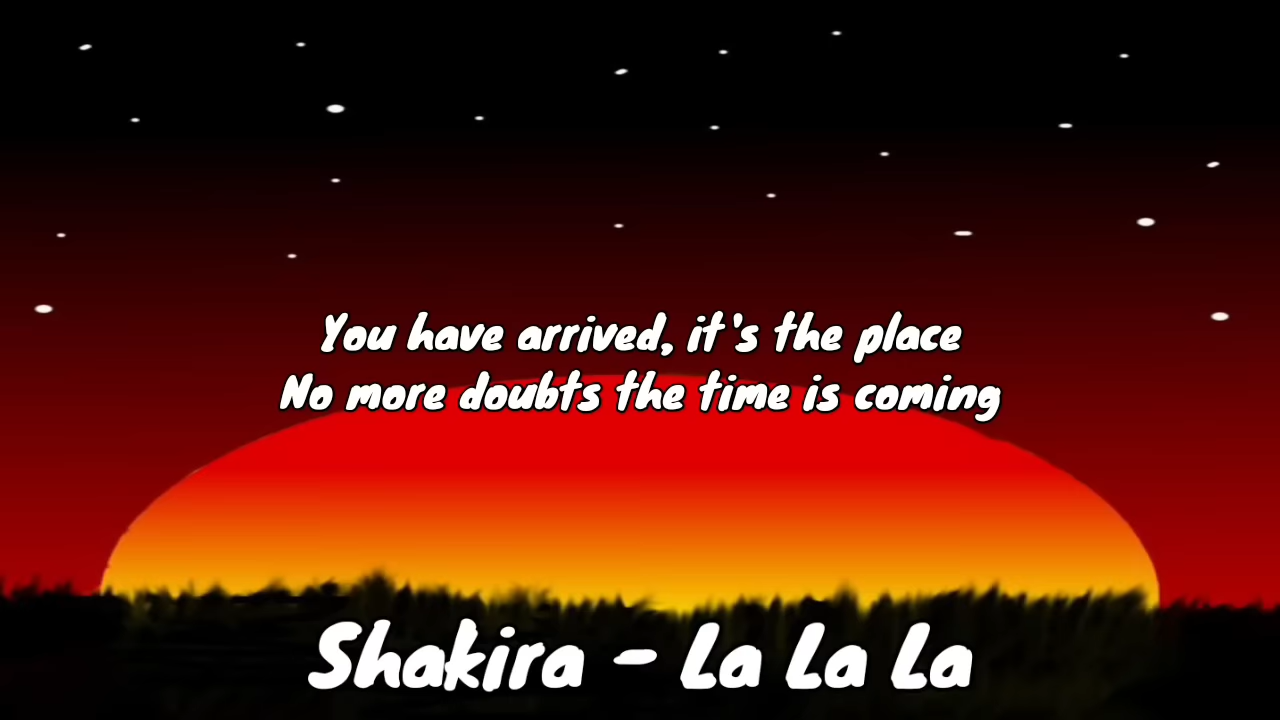 You have arrived, it's the place
No more doubts the time is coming
Shakira - La La La